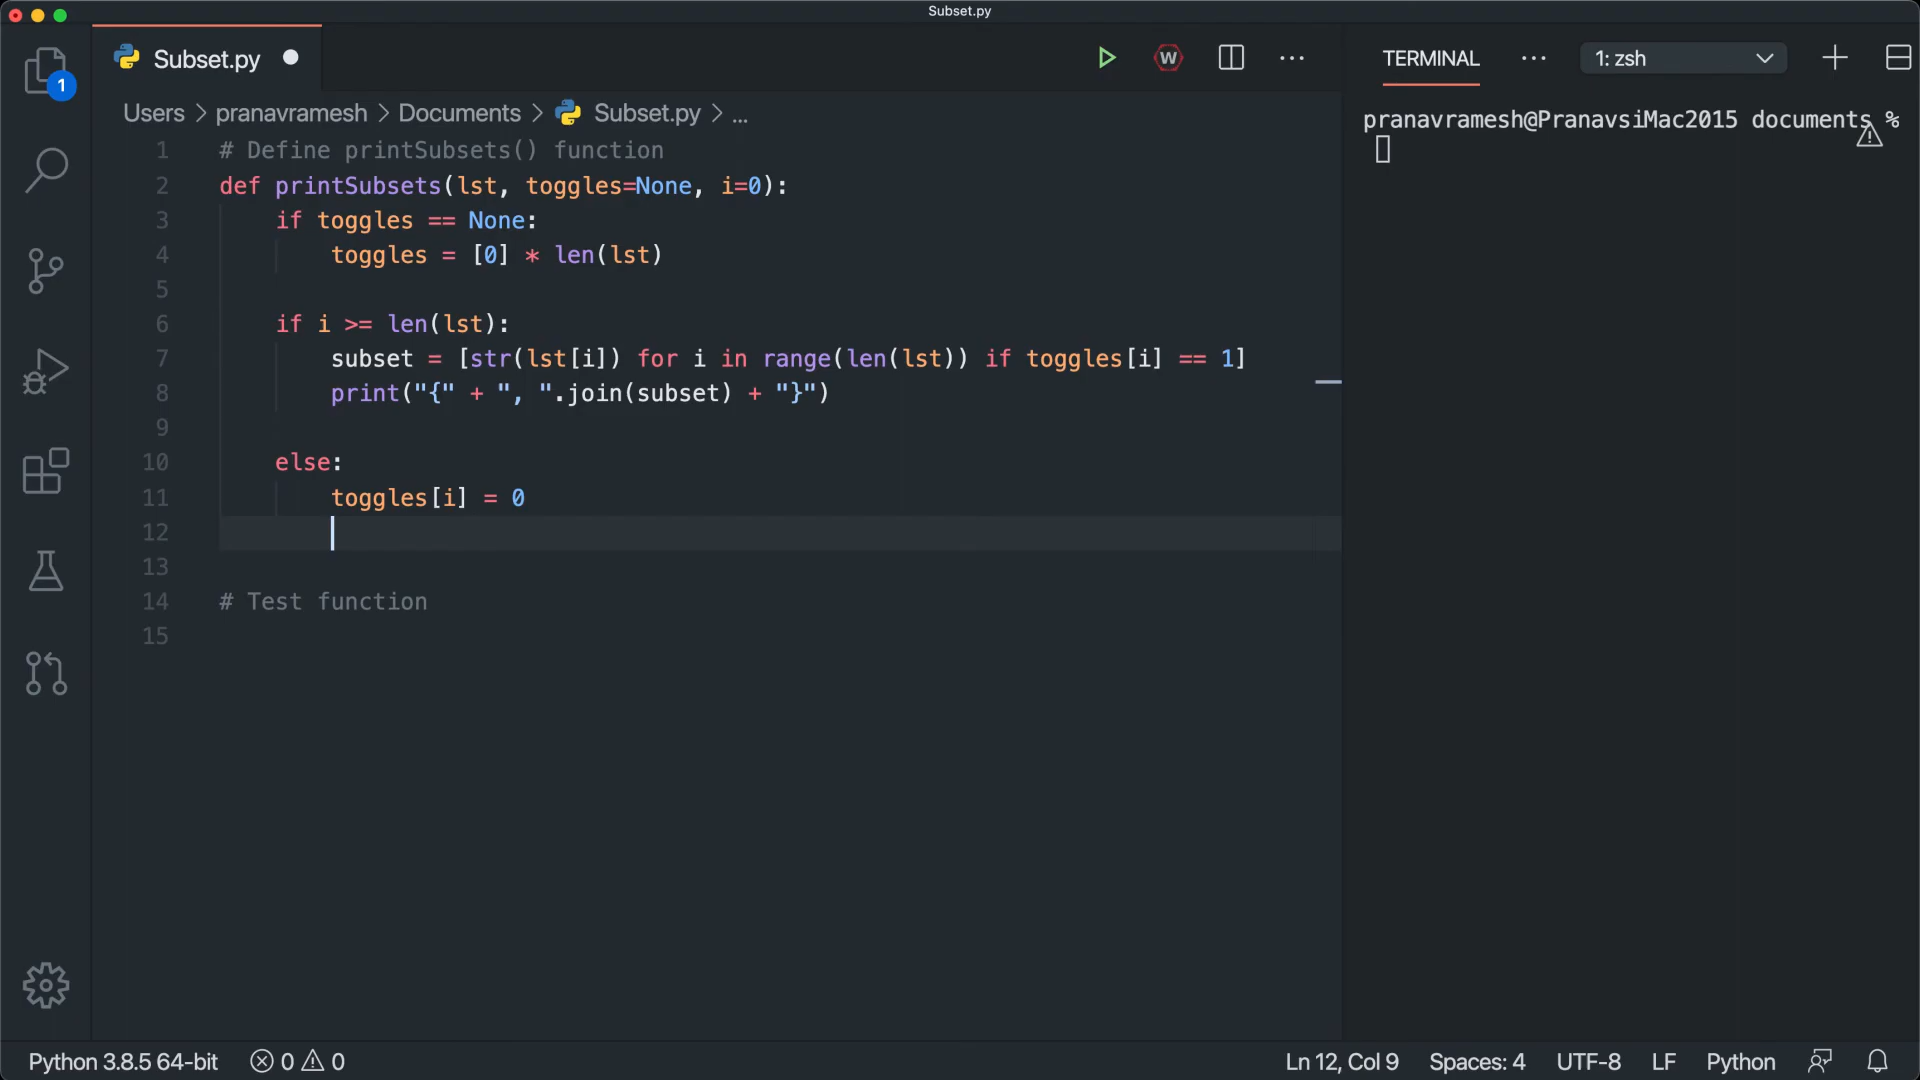 Subset.py
Subset.py
W
TERMINAL
1: zsh
1
Users > pranavramesh > Documents > Subset.py > ...
pranavramesh@PranavsiMac2015 documents %
1 # Define printSubsets() function
2 def printSubsets(lst, toggles=None, i=0):
3     if toggles == None:
4         toggles = [0] * len(lst)
5
6     if i >= len(lst):
7         subset = [str(lst[i]) for i in range(len(lst)) if toggles[i] == 1]
8         print("{" + ", ".join(subset) + "}")
9
10     else:
11         toggles[i] = 0
12
13
14 # Test function
15
Python 3.8.5 64-bit 0 0 Ln 12, Col 9 Spaces: 4 UTF-8 LF Python